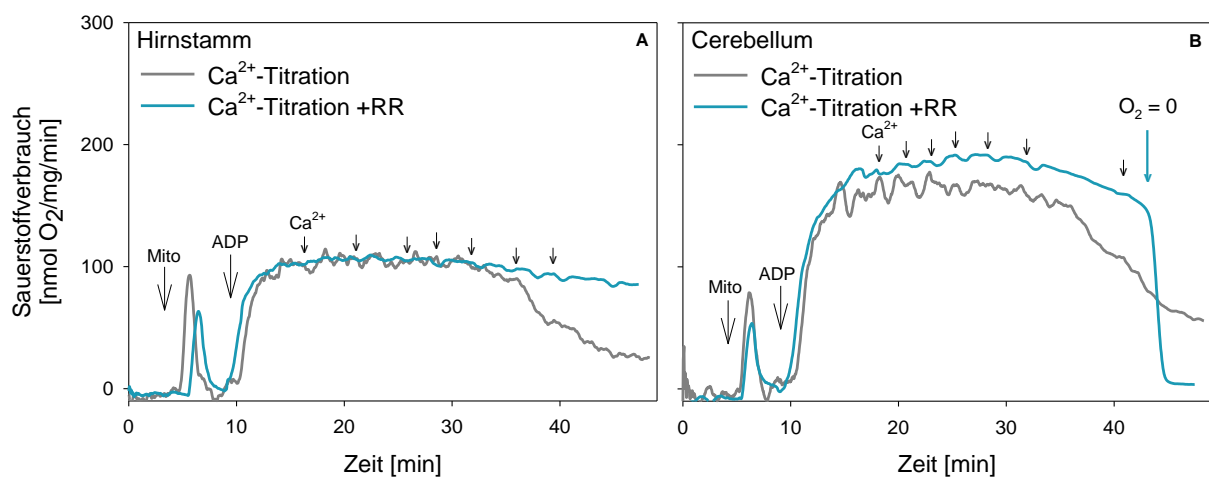 300
200
100
0
Sauerstoffverbrauch
[nmol O2/mg/min]
Hirnstamm
A
Ca2+-Titration
Ca2+-Titration +RR
Mito
ADP
Ca2+
0
10
20
30
40
Zeit [min]
Cerebellum
B
Ca2+-Titration
Ca2+-Titration +RR
O2 = 0
Ca2+
Mito
ADP
0
10
20
30
40
Zeit [min]